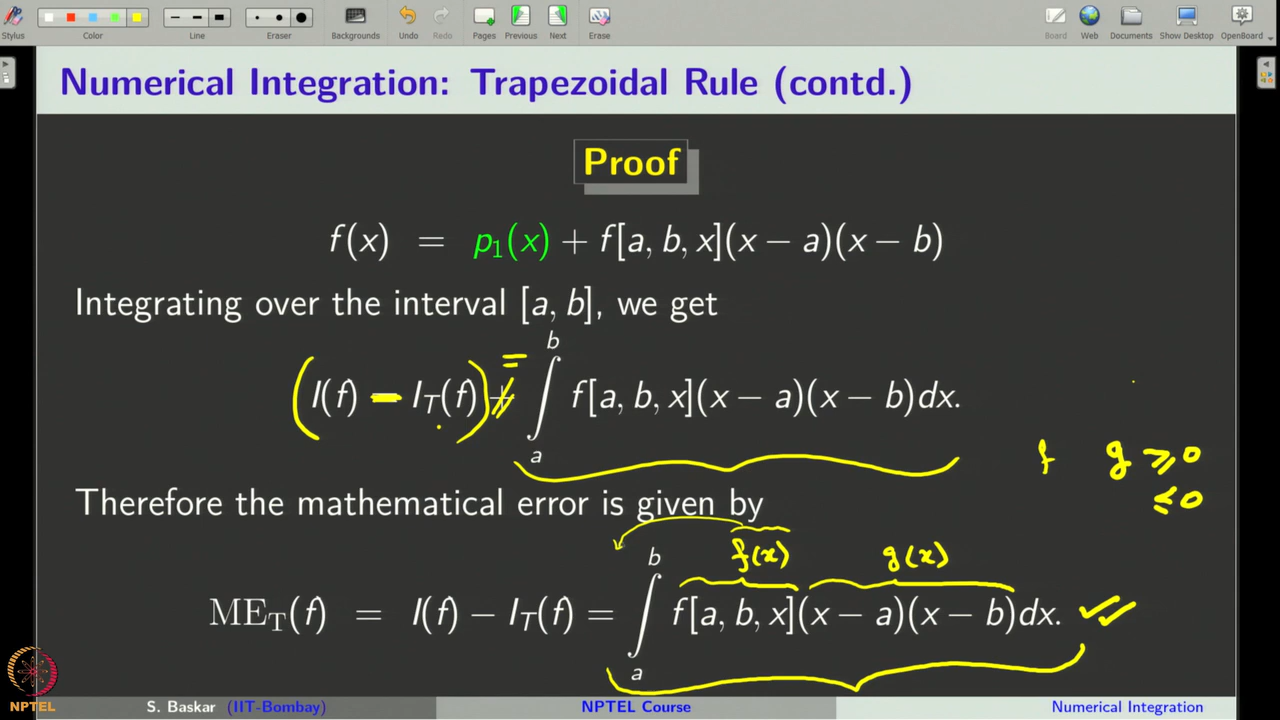 Stylus Color Line Eraser Backgrounds Undo Redo Pages Previous Next Erase Board Web Documents Show Desktop OpenBoard
Numerical Integration: Trapezoidal Rule (contd.)
Proof
f(x) = p₁(x) + f[a, b, x](x − a)(x − b)
Integrating over the interval [a, b], we get
(I(f) − I_T(f)) = ∫_a^b f[a, b, x](x − a)(x − b)dx.
f g ⩾ 0
≤ 0
Therefore the mathematical error is given by
f(x) g(x)
ME_T(f) = I(f) − I_T(f) = ∫_a^b f[a, b, x](x − a)(x − b)dx.
NPTEL S. Baskar (IIT-Bombay) NPTEL Course Numerical Integration